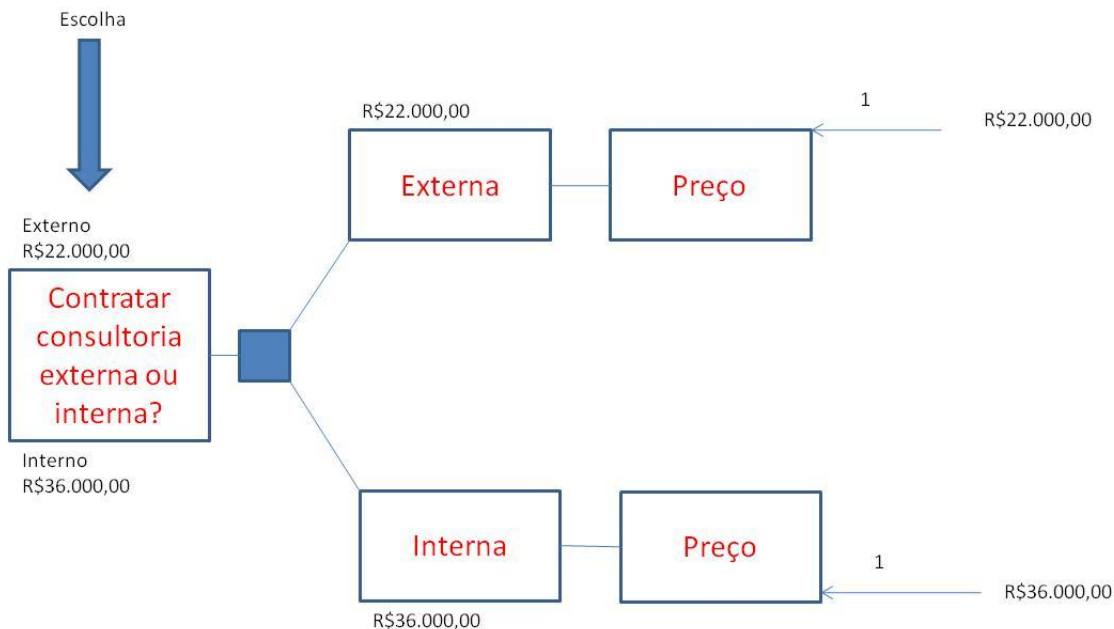 Escolha
R$22.000,00
1
R$22.000,00
Externa
Preço
Externo
R$22.000,00
Contratar
consultoria
externa ou
interna?
Interno
R$36.000,00
Interna
Preço
1
R$36.000,00
R$36.000,00